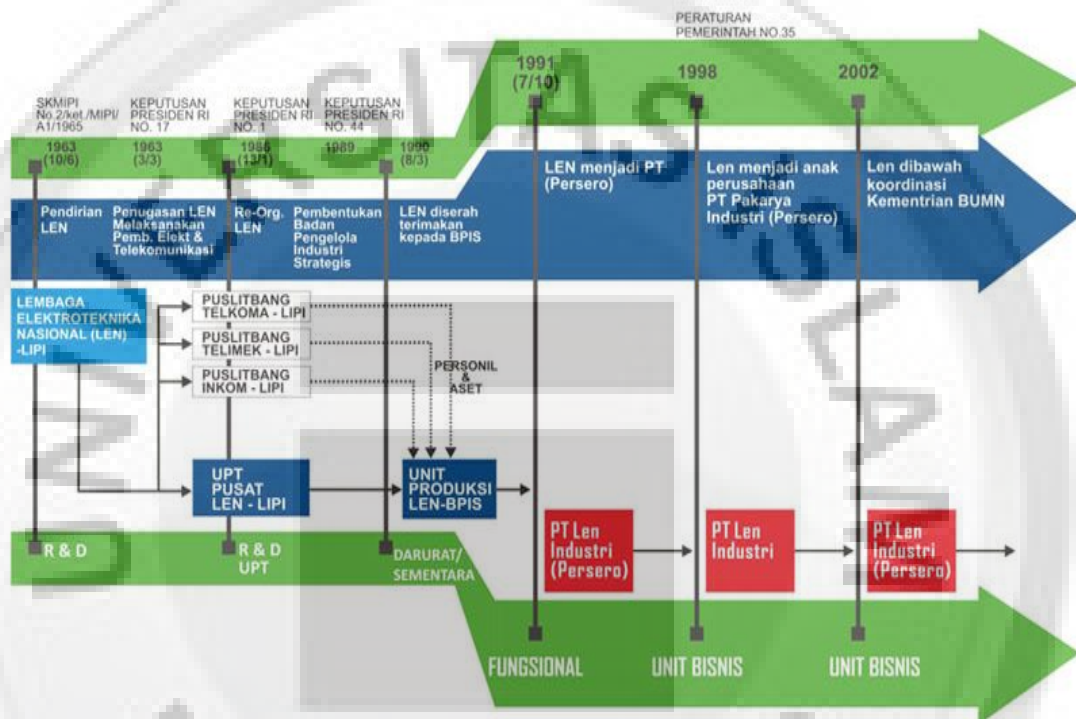 PERATURAN
PEMERINTAH NO.35
1991
(7/10)
1998
2002
SKMIPI
No.2/ket./MIPI/
A1/1965
KEPUTUSAN
PRESIDEN RI
NO. 17
KEPUTUSAN
PRESIDEN RI
NO. 1
KEPUTUSAN
PRESIDEN RI
NO. 44
1963
(10/6)
1963
(3/3)
1986
(13/1)
1989
1990
(8/3)
Pendirian
LEN
Penugasan LEN
Melaksanakan
Pemb. Elekt &
Telekomunikasi
Re-Org.
LEN
Pembentukan
Badan
Pengelola
Industri
Strategis
LEN diserah
terimakan
kepada BPIS
LEN menjadi PT
(Persero)
Len menjadi anak
perusahaan
PT Pakarya
Industri (Persero)
Len dibawah
koordinasi
Kementrian BUMN
LEMBAGA
ELEKTROTEKNIKA
NASIONAL (LEN)
-LIPI
PUSLITBANG
TELKOMA - LIPI
PUSLITBANG
TELIMEK - LIPI
PUSLITBANG
INKOM - LIPI
PERSONIL
&
ASET
UPT
PUSAT
LEN - LIPI
UNIT
PRODUKSI
LEN-BPIS
PT Len
Industri
(Persero)
PT Len
Industri
PT Len
Industri
(Persero)
R & D
R & D
UPT
DARURAT/
SEMENTARA
FUNGSIONAL
UNIT BISNIS
UNIT BISNIS
UNIVERSITAS ISLAM